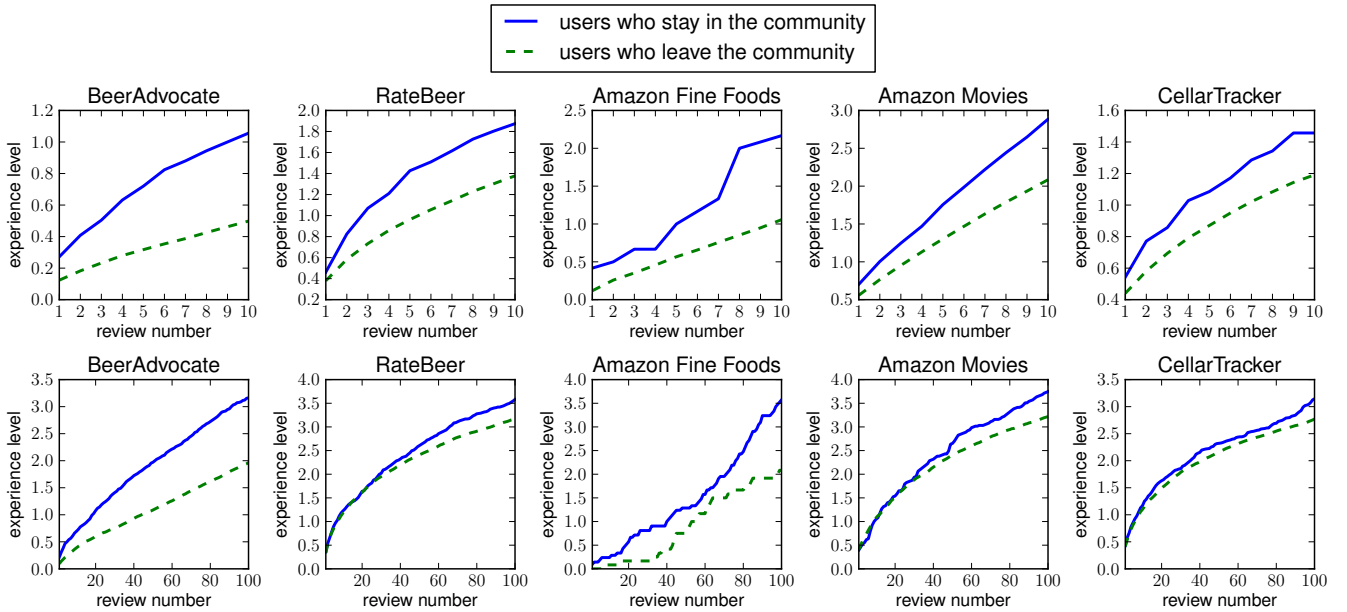 users who stay in the community
users who leave the community
BeerAdvocate RateBeer Amazon Fine Foods Amazon Movies CellarTracker
experience level
0.0 0.2 0.4 0.6 0.8 1.0 1.2
1 2 3 4 5 6 7 8 9 10
review number
experience level
0.2 0.4 0.6 0.8 1.0 1.2 1.4 1.6 1.8 2.0
1 2 3 4 5 6 7 8 9 10
review number
experience level
0.0 0.5 1.0 1.5 2.0 2.5
1 2 3 4 5 6 7 8 9 10
review number
experience level
0.5 1.0 1.5 2.0 2.5 3.0
1 2 3 4 5 6 7 8 9 10
review number
experience level
0.4 0.6 0.8 1.0 1.2 1.4 1.6
1 2 3 4 5 6 7 8 9 10
review number
BeerAdvocate RateBeer Amazon Fine Foods Amazon Movies CellarTracker
experience level
0.0 0.5 1.0 1.5 2.0 2.5 3.0 3.5
20 40 60 80 100
review number
experience level
0.0 0.5 1.0 1.5 2.0 2.5 3.0 3.5 4.0
20 40 60 80 100
review number
experience level
0.0 0.5 1.0 1.5 2.0 2.5 3.0 3.5 4.0
20 40 60 80 100
review number
experience level
0.0 0.5 1.0 1.5 2.0 2.5 3.0 3.5 4.0
20 40 60 80 100
review number
experience level
0.0 0.5 1.0 1.5 2.0 2.5 3.0 3.5
20 40 60 80 100
review number